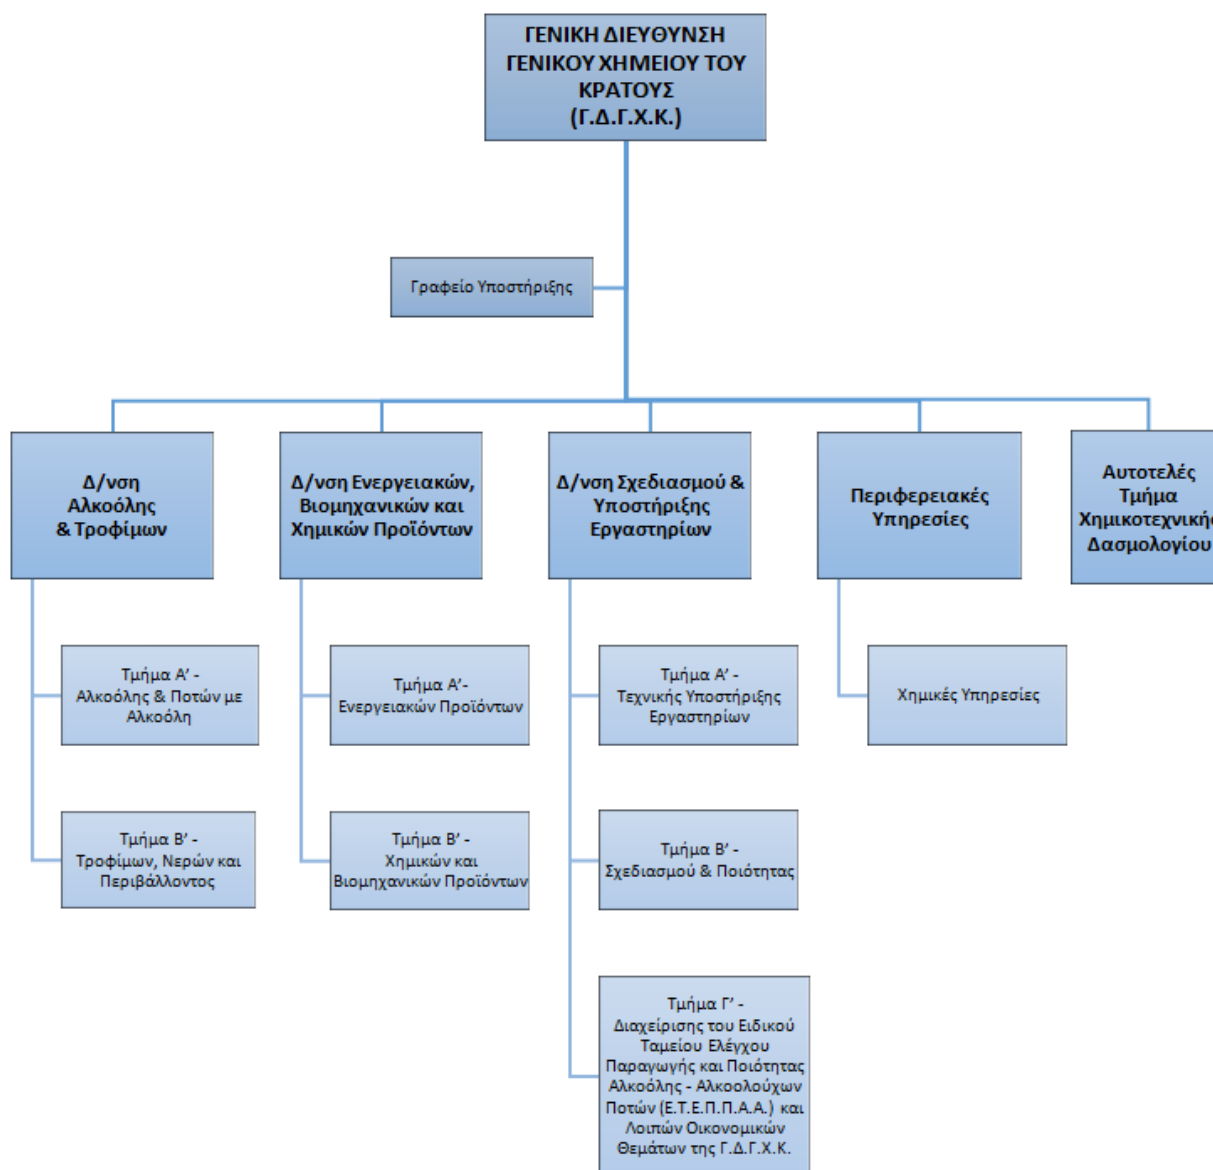 ΓΕΝΙΚΗ ΔΙΕΥΘΥΝΣΗ
ΓΕΝΙΚΟΥ ΧΗΜΕΙΟΥ ΤΟΥ
ΚΡΑΤΟΥΣ
(Γ.Δ.Γ.Χ.Κ.)
Γραφείο Υποστήριξης
Δ/νση
Αλκοόλης
& Τροφίμων
Δ/νση Ενεργειακών,
Βιομηχανικών και
Χημικών Προϊόντων
Δ/νση Σχεδιασμού &
Υποστήριξης
Εργαστηρίων
Περιφερειακές
Υπηρεσίες
Αυτοτελές
Τμήμα
Χημικοτεχνικής
Δασμολογίου
Τμήμα Α’ -
Αλκοόλης & Ποτών με
Αλκοόλη
Τμήμα Α’-
Ενεργειακών Προϊόντων
Τμήμα Α’ -
Τεχνικής Υποστήριξης
Εργαστηρίων
Χημικές Υπηρεσίες
Τμήμα Β’ -
Τροφίμων, Νερών και
Περιβάλλοντος
Τμήμα Β’ -
Χημικών και
Βιομηχανικών Προϊόντων
Τμήμα Β’ -
Σχεδιασμού & Ποιότητας
Τμήμα Γ’ -
Διαχείρισης του Ειδικού
Ταμείου Ελέγχου
Παραγωγής και Ποιότητας
Αλκοόλης - Αλκοολούχων
Ποτών (Ε.Τ.Ε.Π.Π.Α.Α.) και
Λοιπών Οικονομικών
Θεμάτων της Γ.Δ.Γ.Χ.Κ.